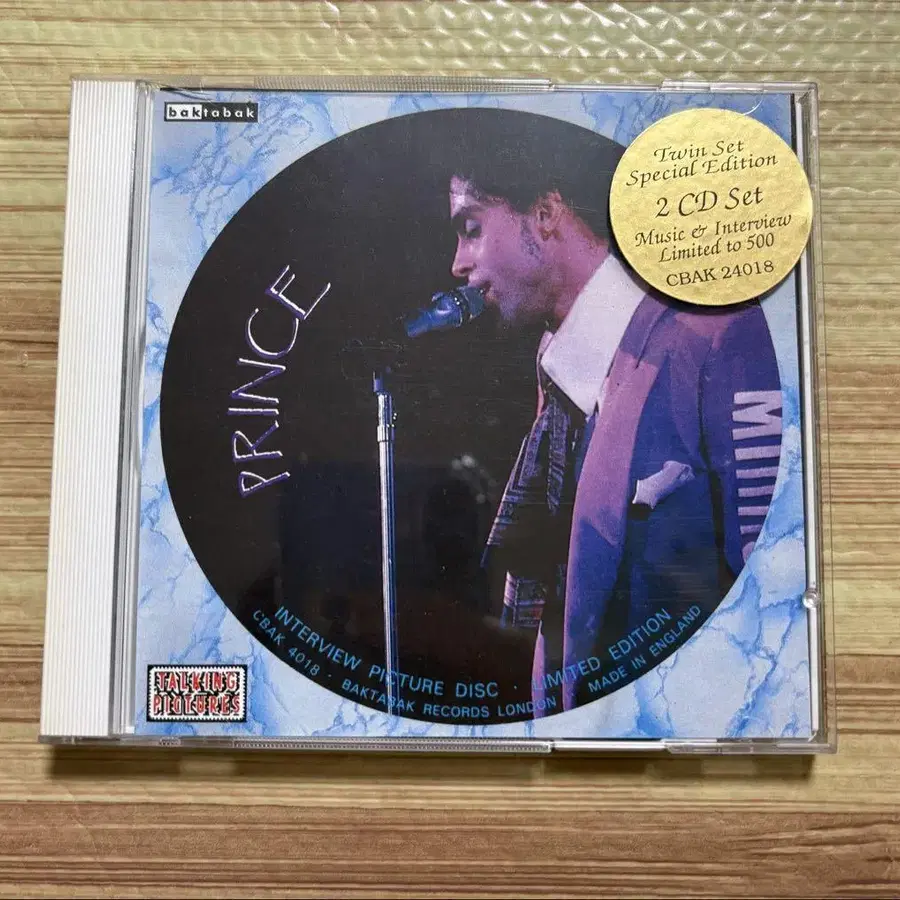 baktabak
Twin Set
Special Edition
2 CD Set
Music & Interview
Limited to 500
CBAK 24018
PRINCE
INTERVIEW PICTURE DISC · LIMITED EDITION
CBAK 4018 · BAKTABAK RECORDS LONDON · MADE IN ENGLAND
TALKING
PICTURES